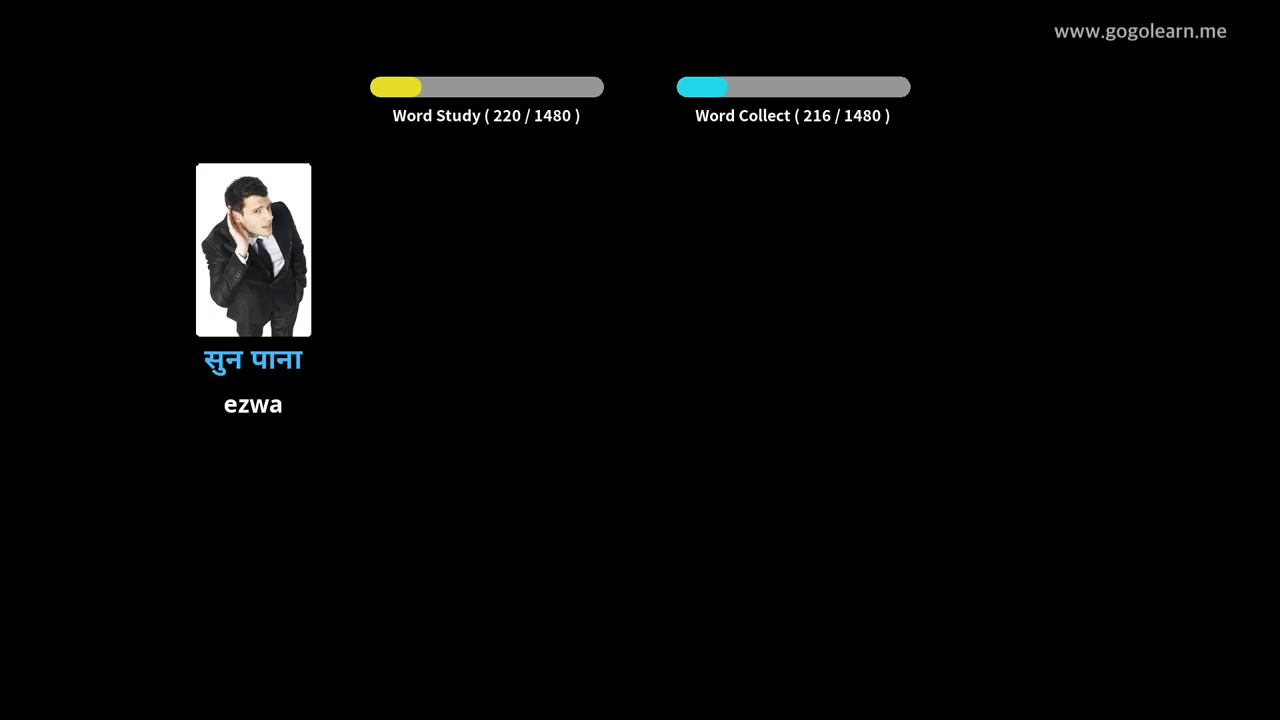 www.gogolearn.me
Word Study ( 220 / 1480 )
Word Collect ( 216 / 1480 )
सुन पाना
ezwa